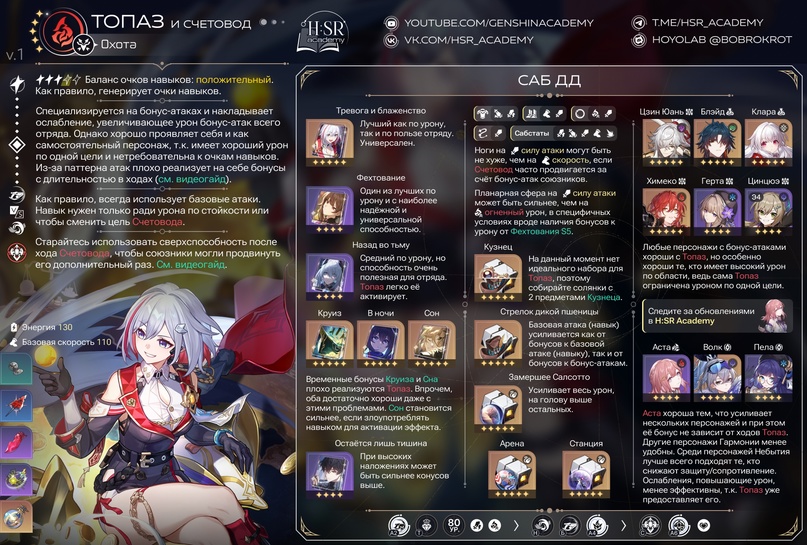 ТОПАЗ И СЧЕТОВОД
Охота
v.1
H:SR
academy
YOUTUBE.COM/GENSHINACADEMY
VK.COM/HSR_ACADEMY
T.ME/HSR_ACADEMY
HOYOLAB @BOBROKROT
Баланс очков навыков: положительный.
Как правило, генерирует очки навыков.
Специализируется на бонус-атаках и накладывает
ослабление, увеличивающее урон бонус-атак всего
отряда. Однако хорошо проявляет себя и как
самостоятельный персонаж, т.к. имеет хороший урон
по одной цели и нетребовательна к очкам навыков.
Из-за паттерна атак плохо реализует на себе бонусы
с длительностью в ходах (см. видеогайд).
Как правило, всегда использует базовые атаки.
Навык нужен только ради урона по стойкости или
чтобы сменить цель Счетовода.
Старайтесь использовать сверхспособность после
хода Счетовода, чтобы союзники могли продвинуть
его дополнительный раз. См. видеогайд.
Энергия 130
Базовая скорость 110
САБ ДД
Тревога и блаженство
Лучший как по урону,
так и по пользе отряду.
Универсален.
Фехтование
Один из лучших по
урону и с наиболее
надёжной и
универсальной
способностью.
Назад во тьму
Средний по урону, но
способность очень
полезная для отряда.
Топаз легко её
активирует.
Круиз
В ночи
Сон
Временные бонусы Круиза и Сна
плохо реализуются Топаз. Впрочем,
оба достаточно хороши даже с
этими проблемами. Сон становится
сильнее, если злоупотреблять
навыком для активации эффекта.
Остаётся лишь тишина
При высоких
наложениях может
быть сильнее конусов
выше.
Сабстаты
Ноги на силу атаки могут быть
не хуже, чем на скорость, если
Счетовод часто продвигается за
счёт бонус-атак союзников.
Планарная сфера на силу атаки
может быть сильнее, чем на
огненный урон, в специфичных
условиях вроде наличия бонусов к
урону от Фехтования S5.
Кузнец
На данный момент нет
идеального набора для
Топаз, поэтому
собирайте солянки с
2 предметами Кузнеца.
Стрелок дикой пшеницы
Базовая атака (навык)
усиливается как от
бонусов к базовой
атаке (навыку), так и от
бонусов к бонус-атакам.
Замершее Салсотто
Усиливает весь урон,
на голову выше
остальных.
Арена
Станция
Цзин Юань
Блэйд
Клара
Химеко
Герта
Цинцюэ
34
Любые персонажи с бонус-атаками
хороши с Топаз, но особенно
хороши те, кто имеет высокий урон
по области, ведь сама Топаз
ограничена уроном по одной цели.
Следите за обновлениями
в H:SR Academy
Аста
Волк
Пела
Аста хороша тем, что усиливает
нескольких персонажей и при этом
её бонус не зависит от ходов Топаз.
Другие персонажи Гармонии менее
удобны. Среди персонажей Небытия
лучше всего подходят те, кто
снижают защиту/сопротивление.
Ослабления, повышающие урон,
менее эффективны, т.к. Топаз уже
предоставляет его.
80
УР.